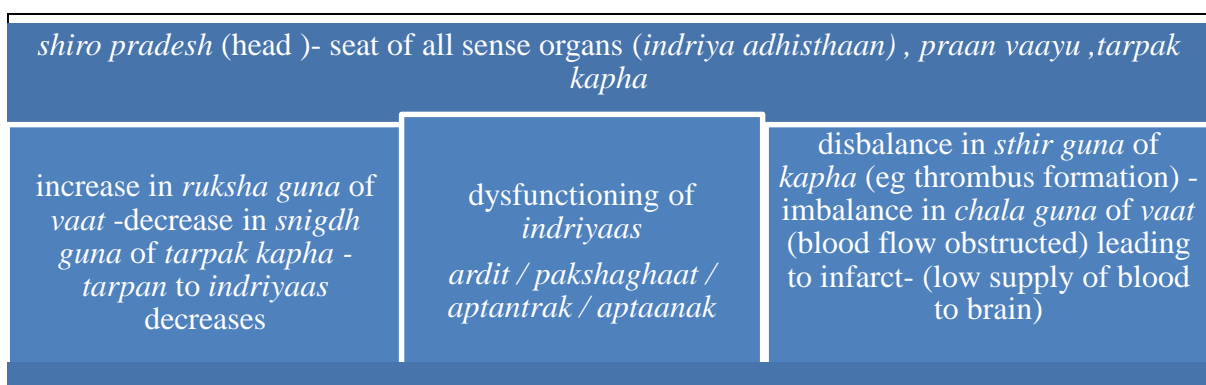 shiro pradesh (head )- seat of all sense organs (indriya adhisthaan) , praan vaayu ,tarpak
kapha
increase in ruksha guna of
vaat -decrease in snigdh
guna of tarpak kapha -
tarpan to indriyaas
decreases
dysfunctioning of
indriyaas
ardit / pakshaghaat /
aptantrak / aptaanak
disbalance in sthir guna of
kapha (eg thrombus formation) -
imbalance in chala guna of vaat
(blood flow obstructed) leading
to infarct- (low supply of blood
to brain)